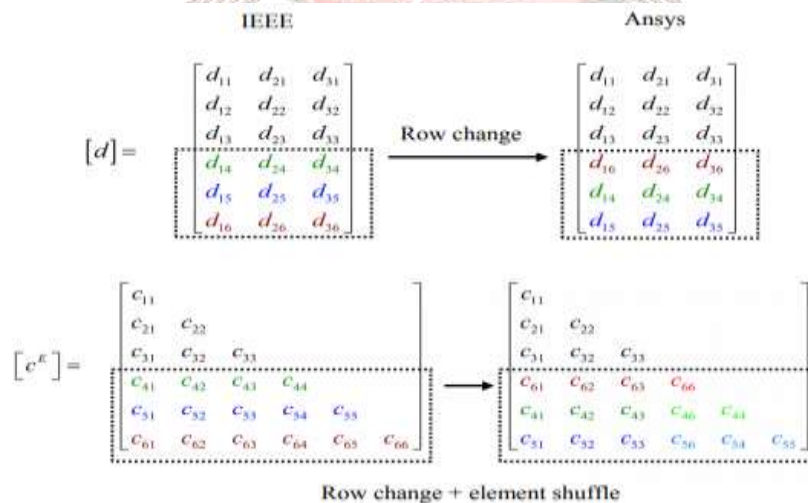 IEEE Ansys
d11 d21 d31 d11 d21 d31
d12 d22 d32 d12 d22 d32
d13 d23 d33 Row change d13 d23 d33
[d]= d14 d24 d34 d16 d26 d36
d15 d25 d35 d14 d24 d34
d16 d26 d36 d15 d25 d35
c11 c11
c21 c22 c21 c22
c31 c32 c33 c31 c32 c33
[cE]= c41 c42 c43 c44 c61 c62 c63 c66
c51 c52 c53 c54 c55 c41 c42 c43 c46 c44
c61 c62 c63 c64 c65 c66 c51 c52 c53 c56 c54 c55
Row change + element shuffle